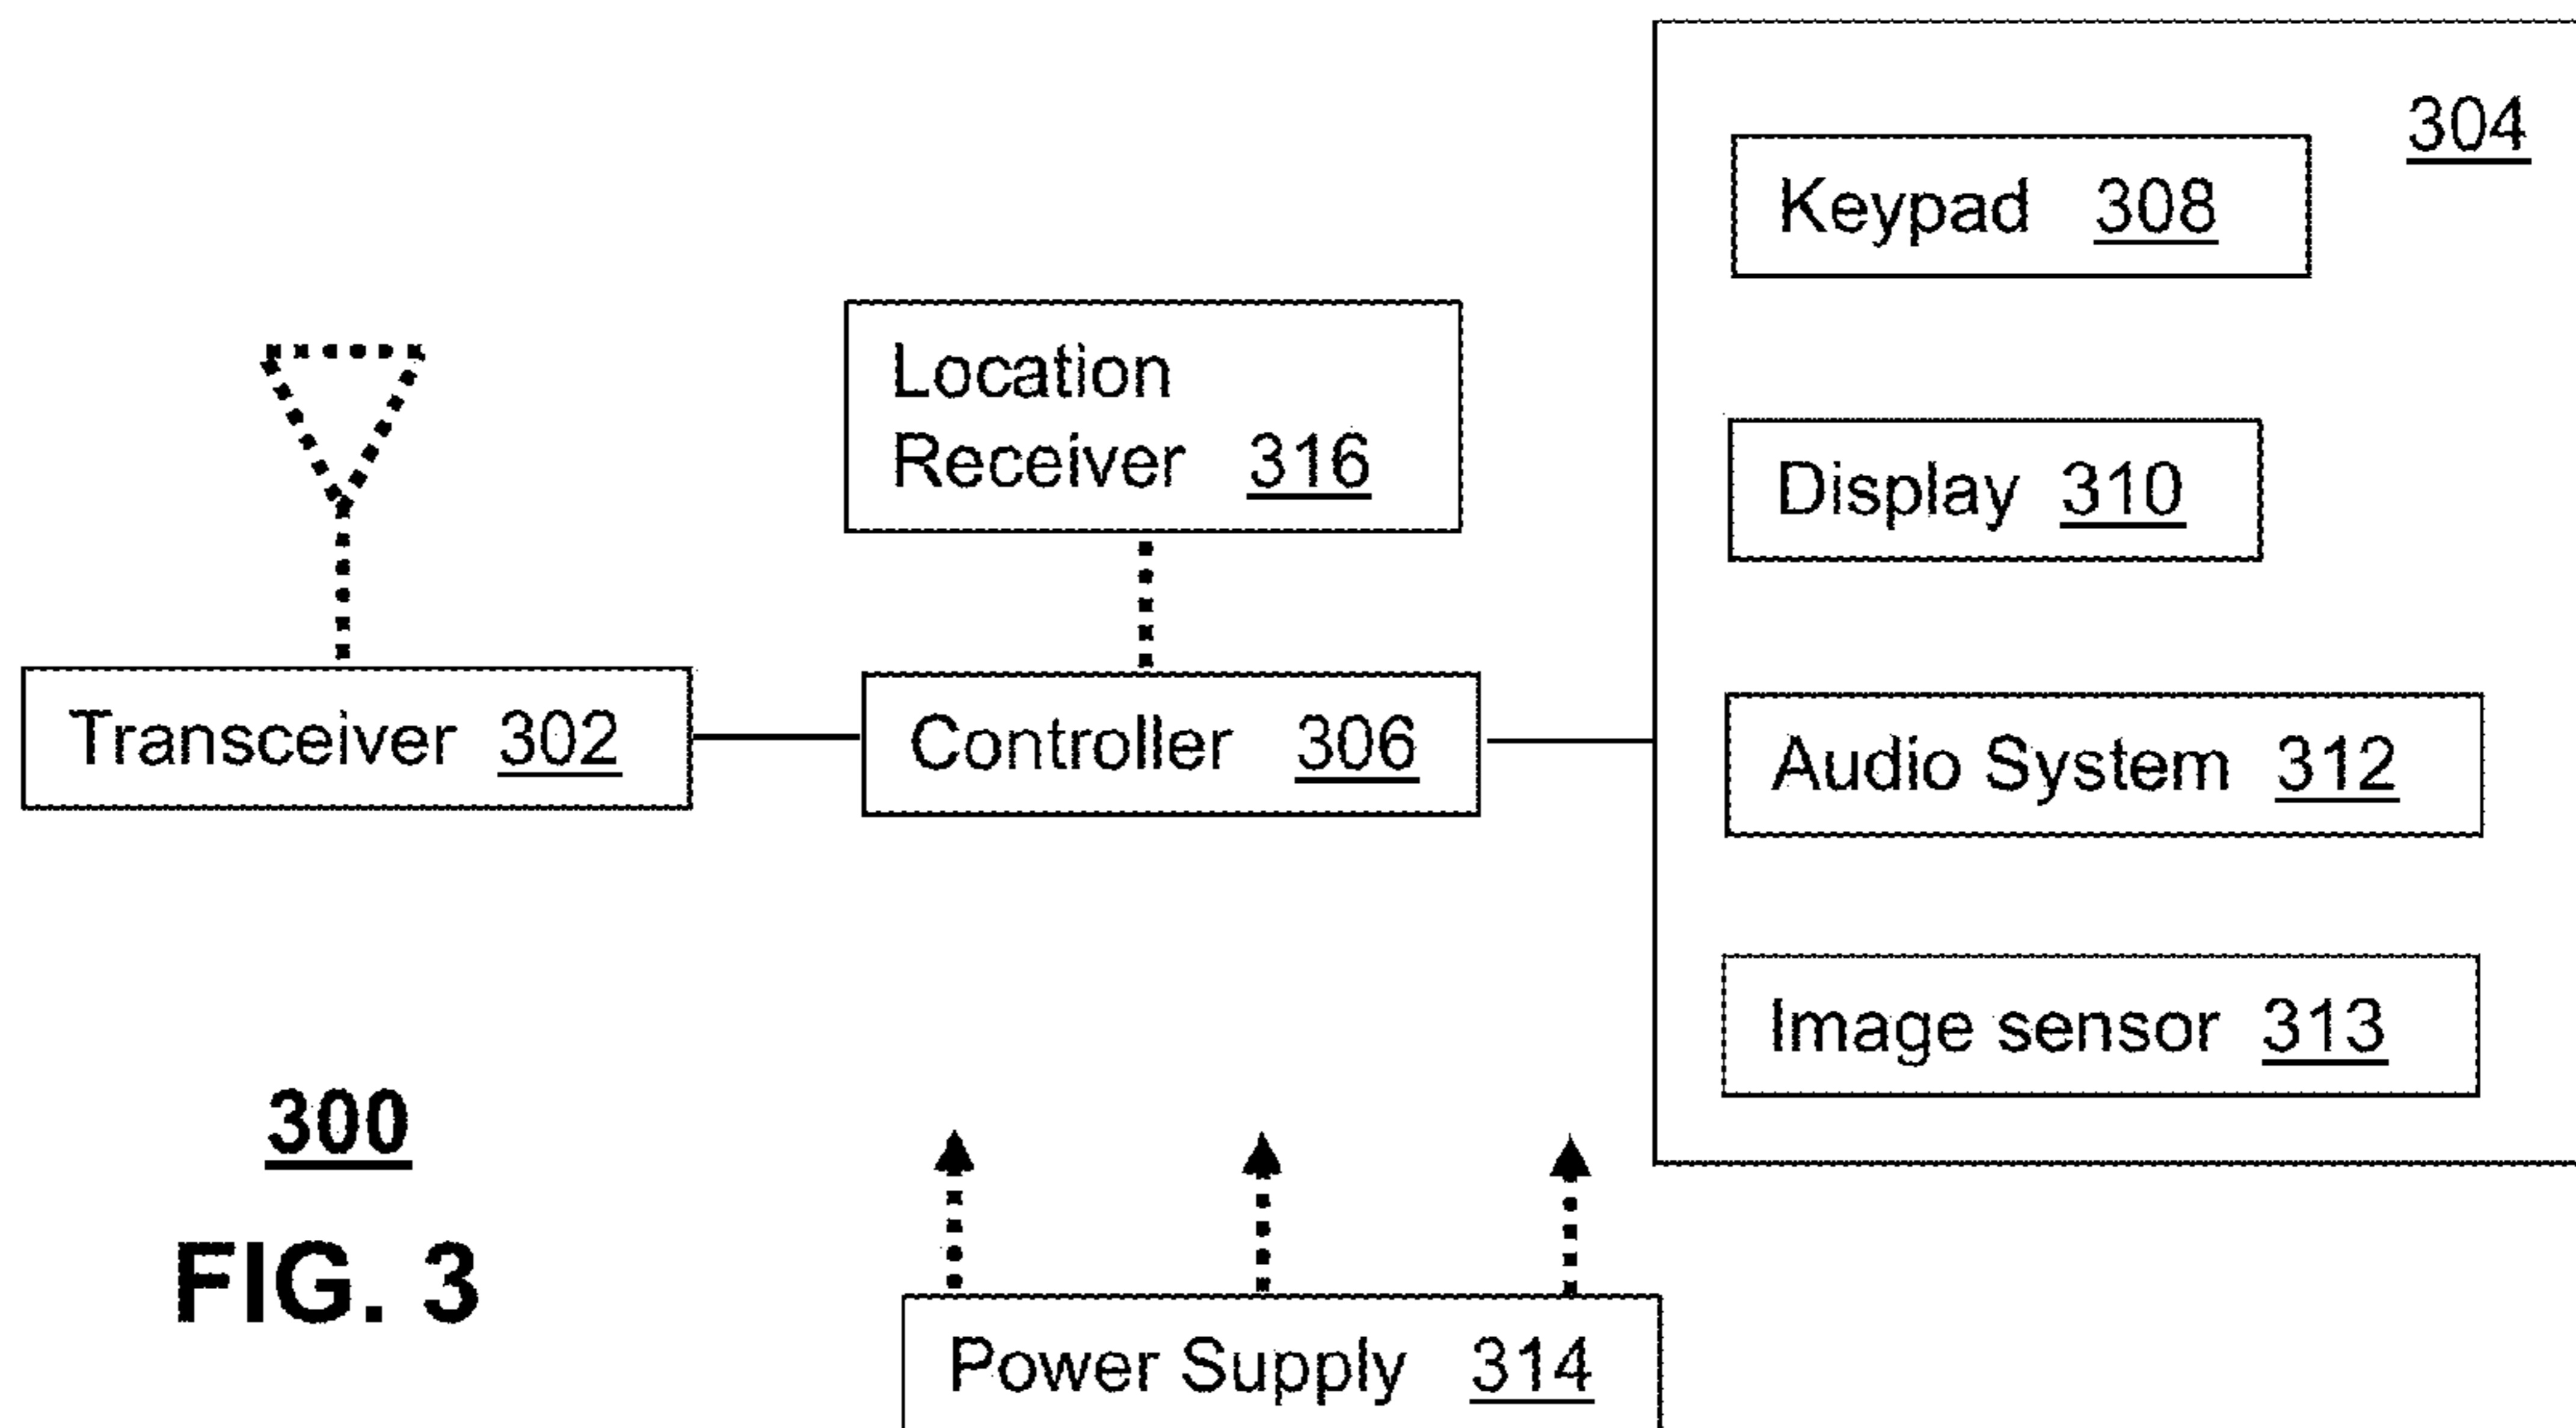 304
Keypad 308
Location
Receiver 316
Display 310
Transceiver 302
Controller 306
Audio System 312
Image sensor 313
300
FIG. 3
Power Supply 314